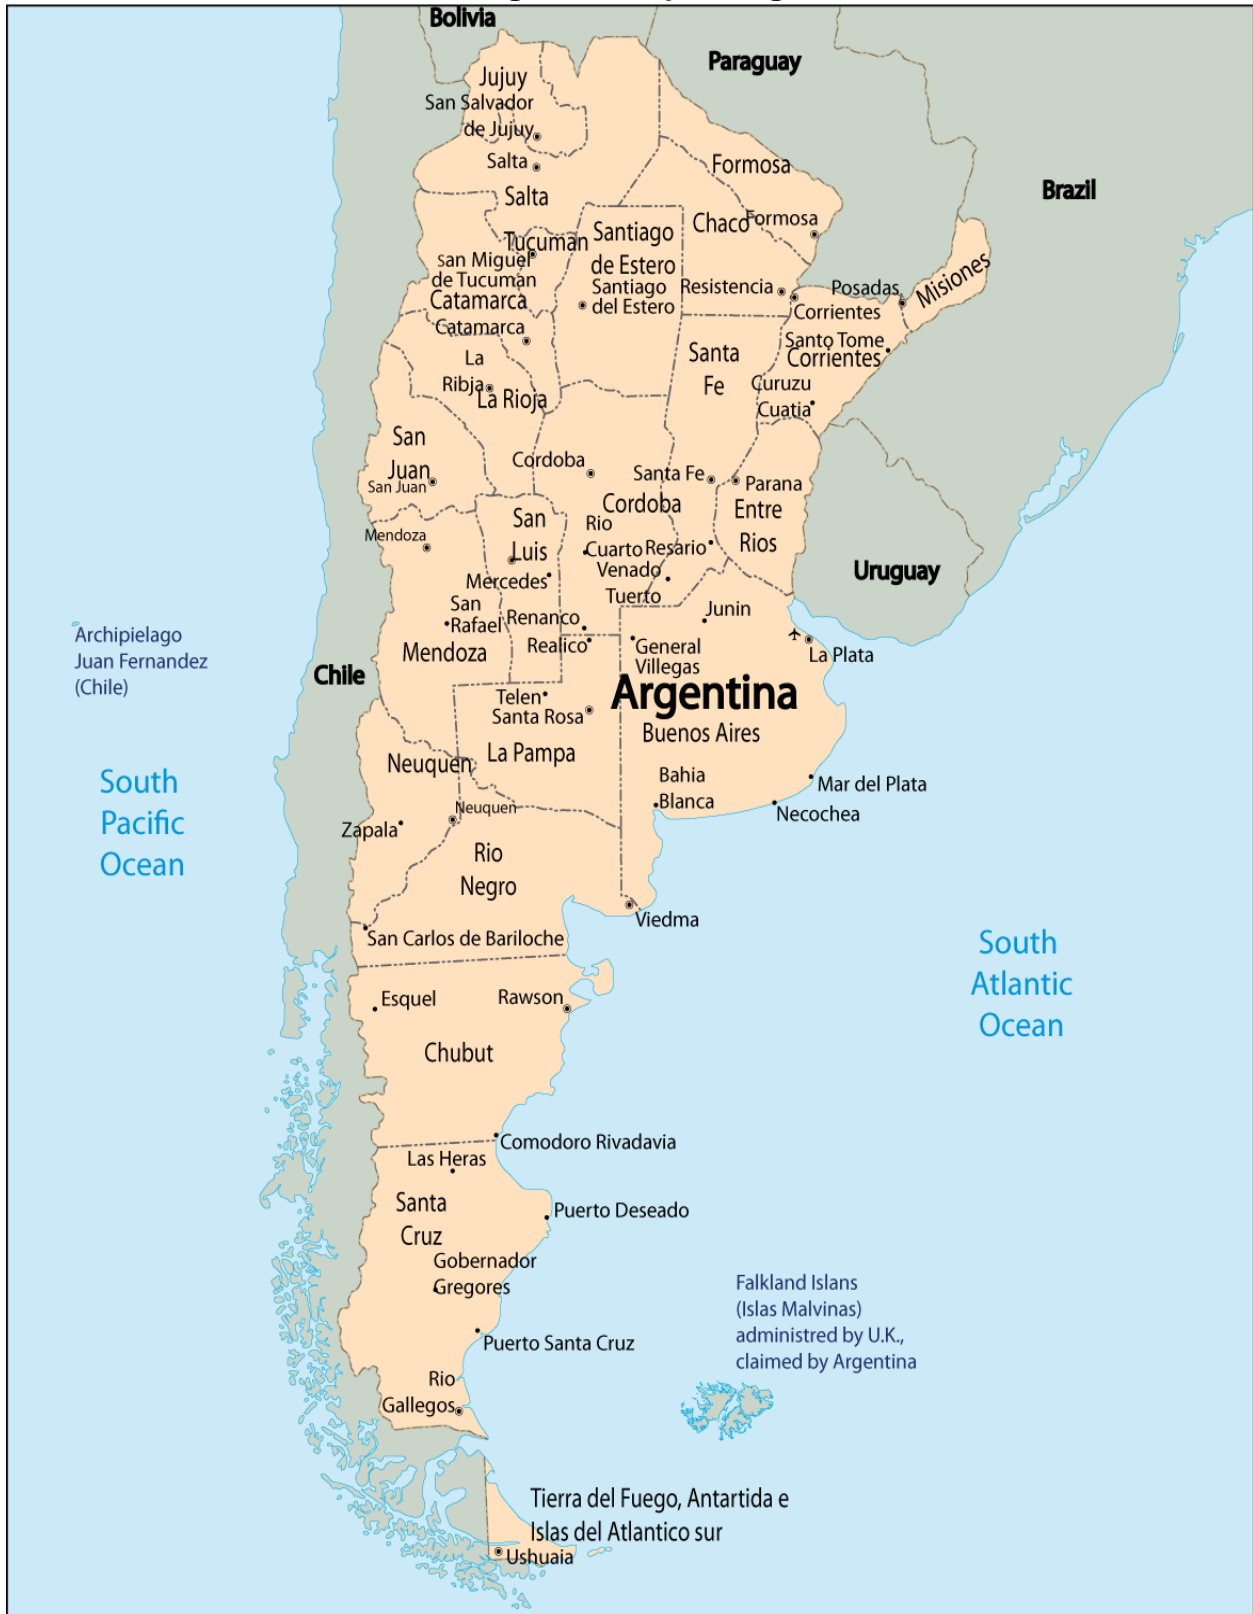 Bolivia
Paraguay
Brazil
Jujuy
San Salvador
de Jujuy
Salta
Salta
Formosa
Formosa
Chaco
Tucuman
San Miguel
de Tucuman
Santiago
de Estero
Santiago
del Estero
Resistencia
Posadas
Misiones
Corrientes
Catamarca
Catamarca
Santo Tome
Corrientes
La
Ribja
La Rioja
Santa
Fe
Curuzu
Cuatia
San
Juan
San Juan
Cordoba
Cordoba
Santa Fe
Parana
Entre
Rios
San
Luis
Rio
Cuarto
Resario
Mendoza
Venado
Tuerto
Mercedes
Uruguay
San
Rafael
Renanco
Junin
Archipielago
Juan Fernandez
(Chile)
Mendoza
Realico
General
Villegas
La Plata
Chile
Telen
Santa Rosa
Argentina
La Pampa
Buenos Aires
Neuquen
South
Pacific
Ocean
Bahia
Blanca
Mar del Plata
Necochea
Neuquen
Zapala
Rio
Negro
Viedma
San Carlos de Bariloche
South
Atlantic
Ocean
Esquel
Rawson
Chubut
Comodoro Rivadavia
Las Heras
Santa
Cruz
Puerto Deseado
Gobernador
Gregores
Falkland Islans
(Islas Malvinas)
administred by U.K.,
claimed by Argentina
Puerto Santa Cruz
Rio
Gallegos
Tierra del Fuego, Antartida e
Islas del Atlantico sur
Ushuaia